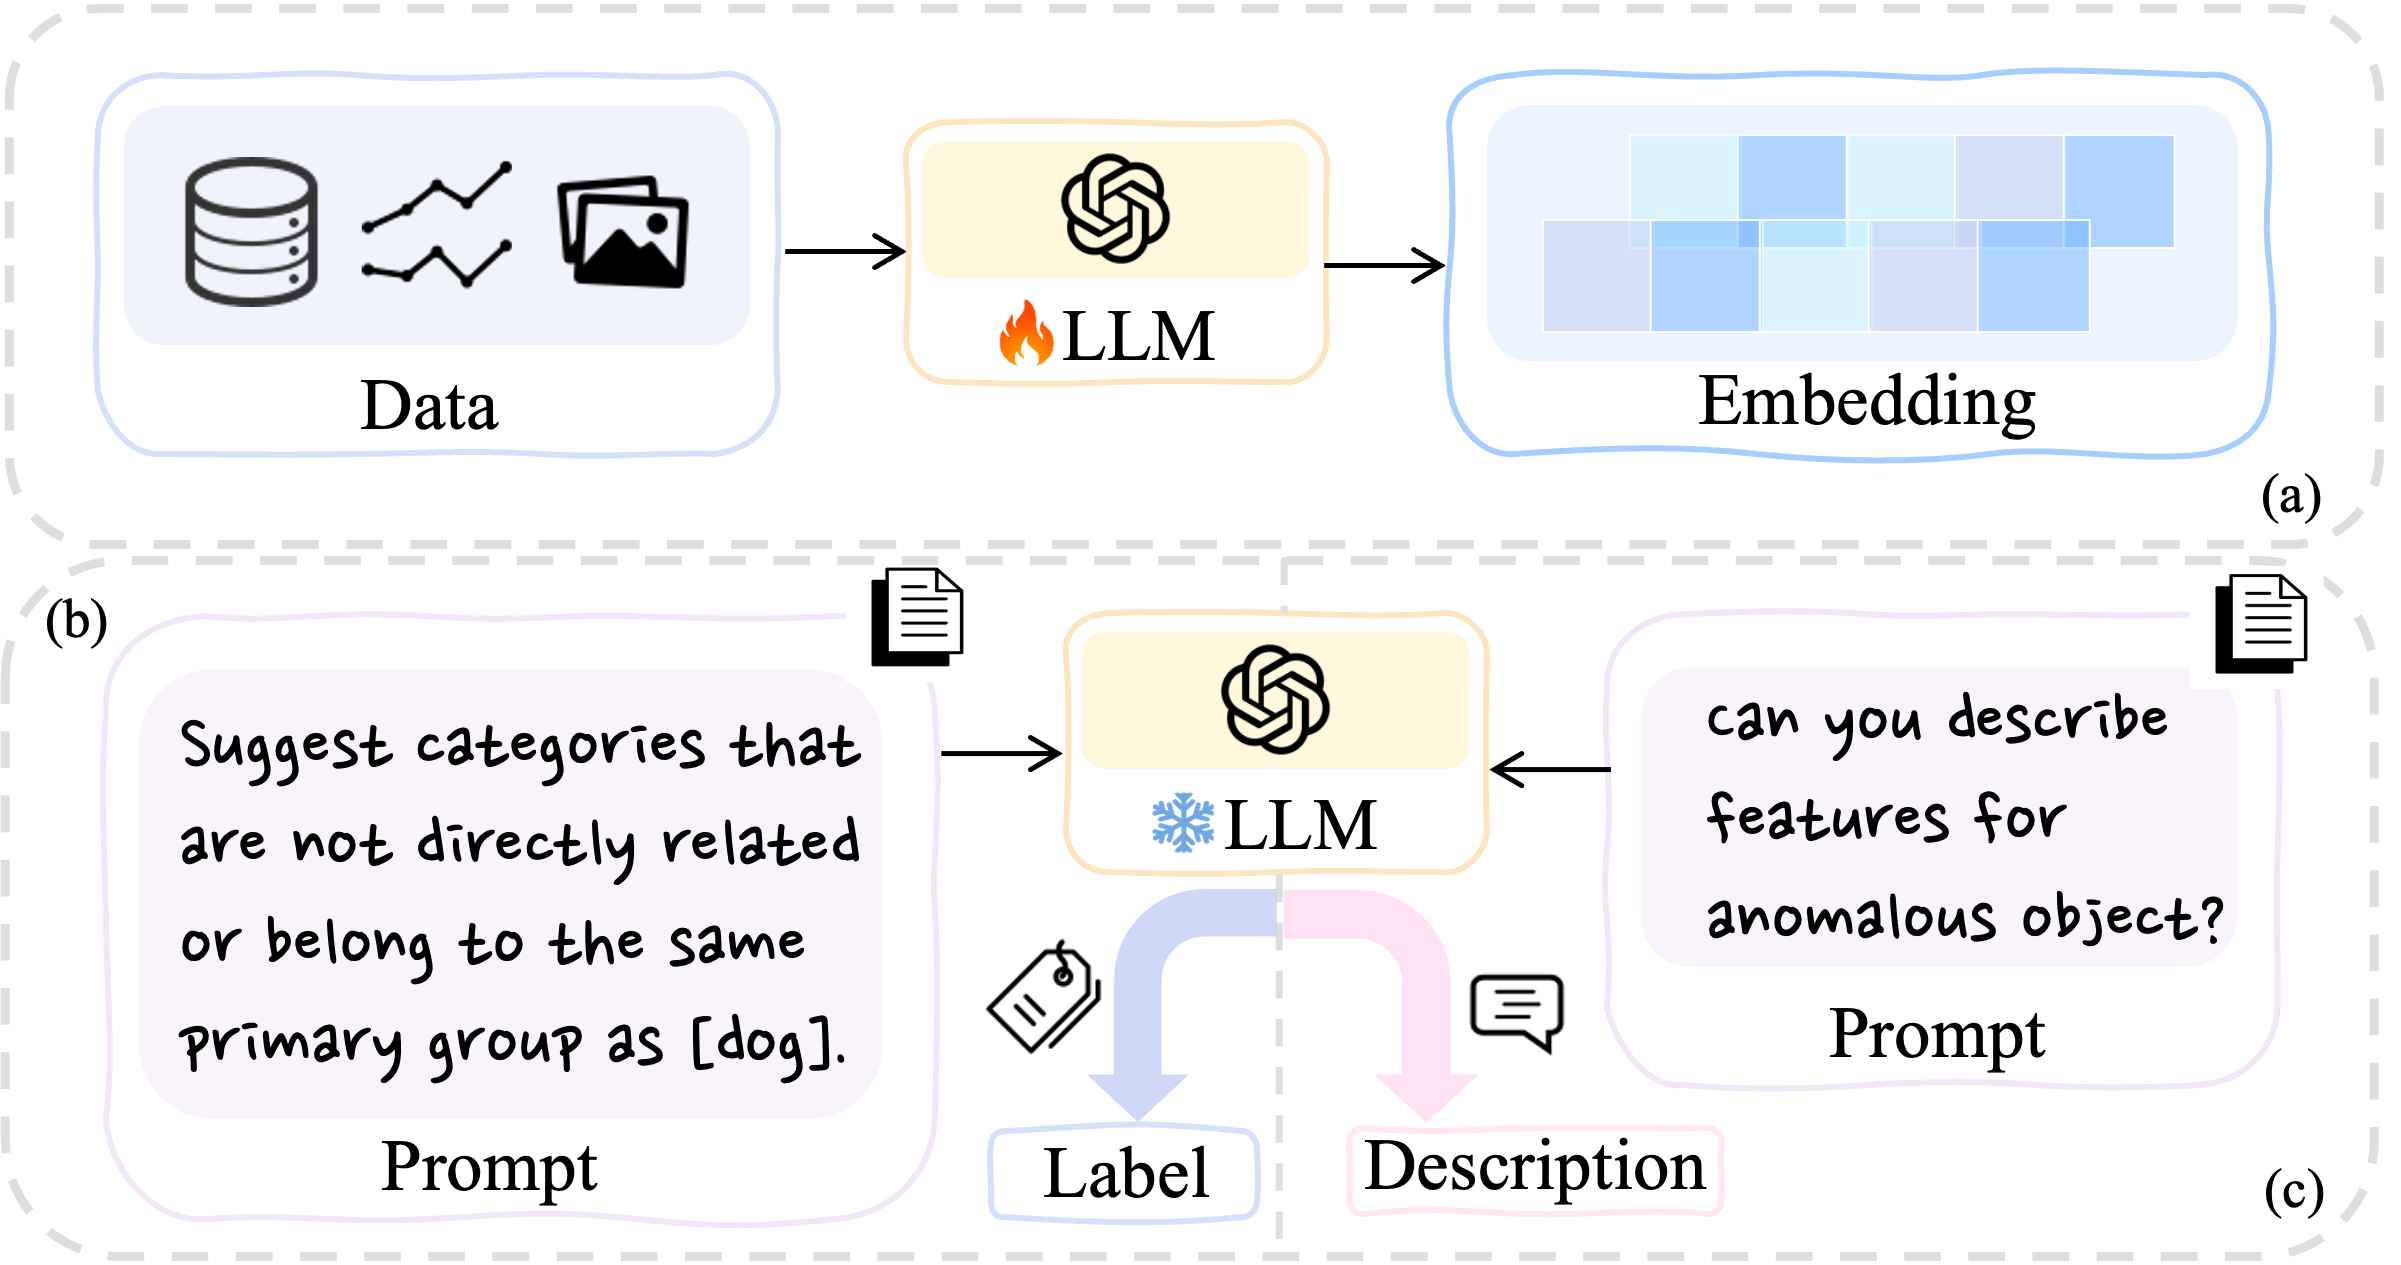 Data
LLM
Embedding
(a)
(b)
Suggest categories that
are not directly related
or belong to the same
primary group as [dog].
Prompt
LLM
Label
Description
can you describe
features for
anomalous object?
Prompt
(c)